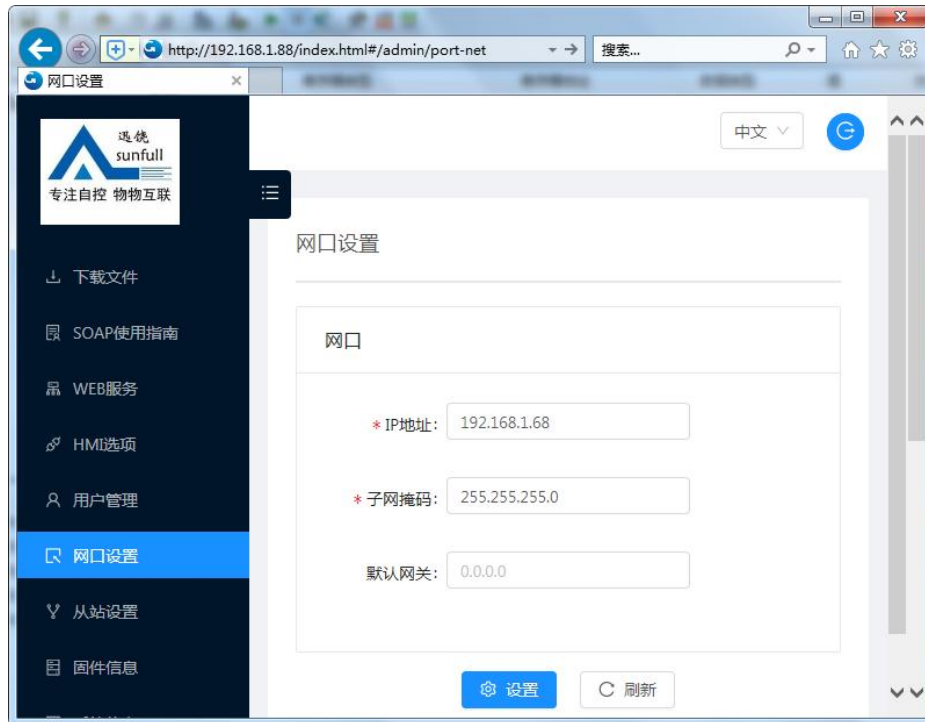 http://192.168.1.88/index.html#/admin/port-net
搜索...
网口设置
迅饶
sunfull
专注自控 物物互联
中文
下载文件
SOAP使用指南
WEB服务
HMI选项
用户管理
网口设置
从站设置
固件信息
网口设置
网口
* IP地址:
192.168.1.68
* 子网掩码:
255.255.255.0
默认网关:
0.0.0.0
设置
刷新